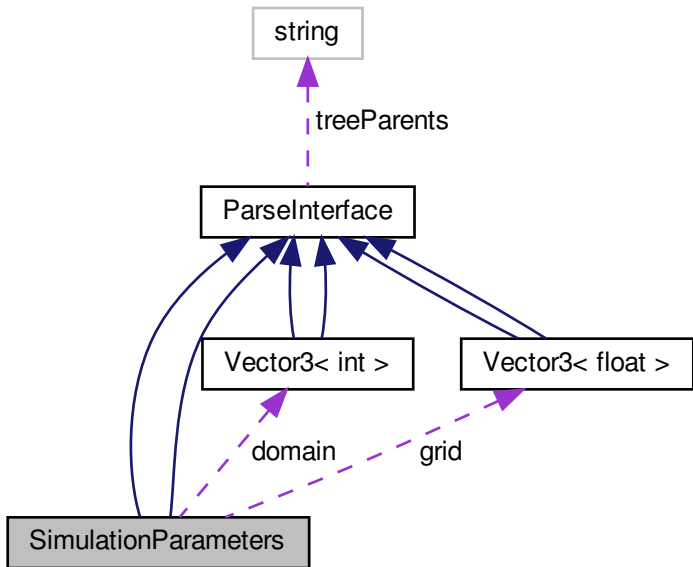 string
treeParents
ParseInterface
Vector3< int >
Vector3< float >
domain
grid
SimulationParameters